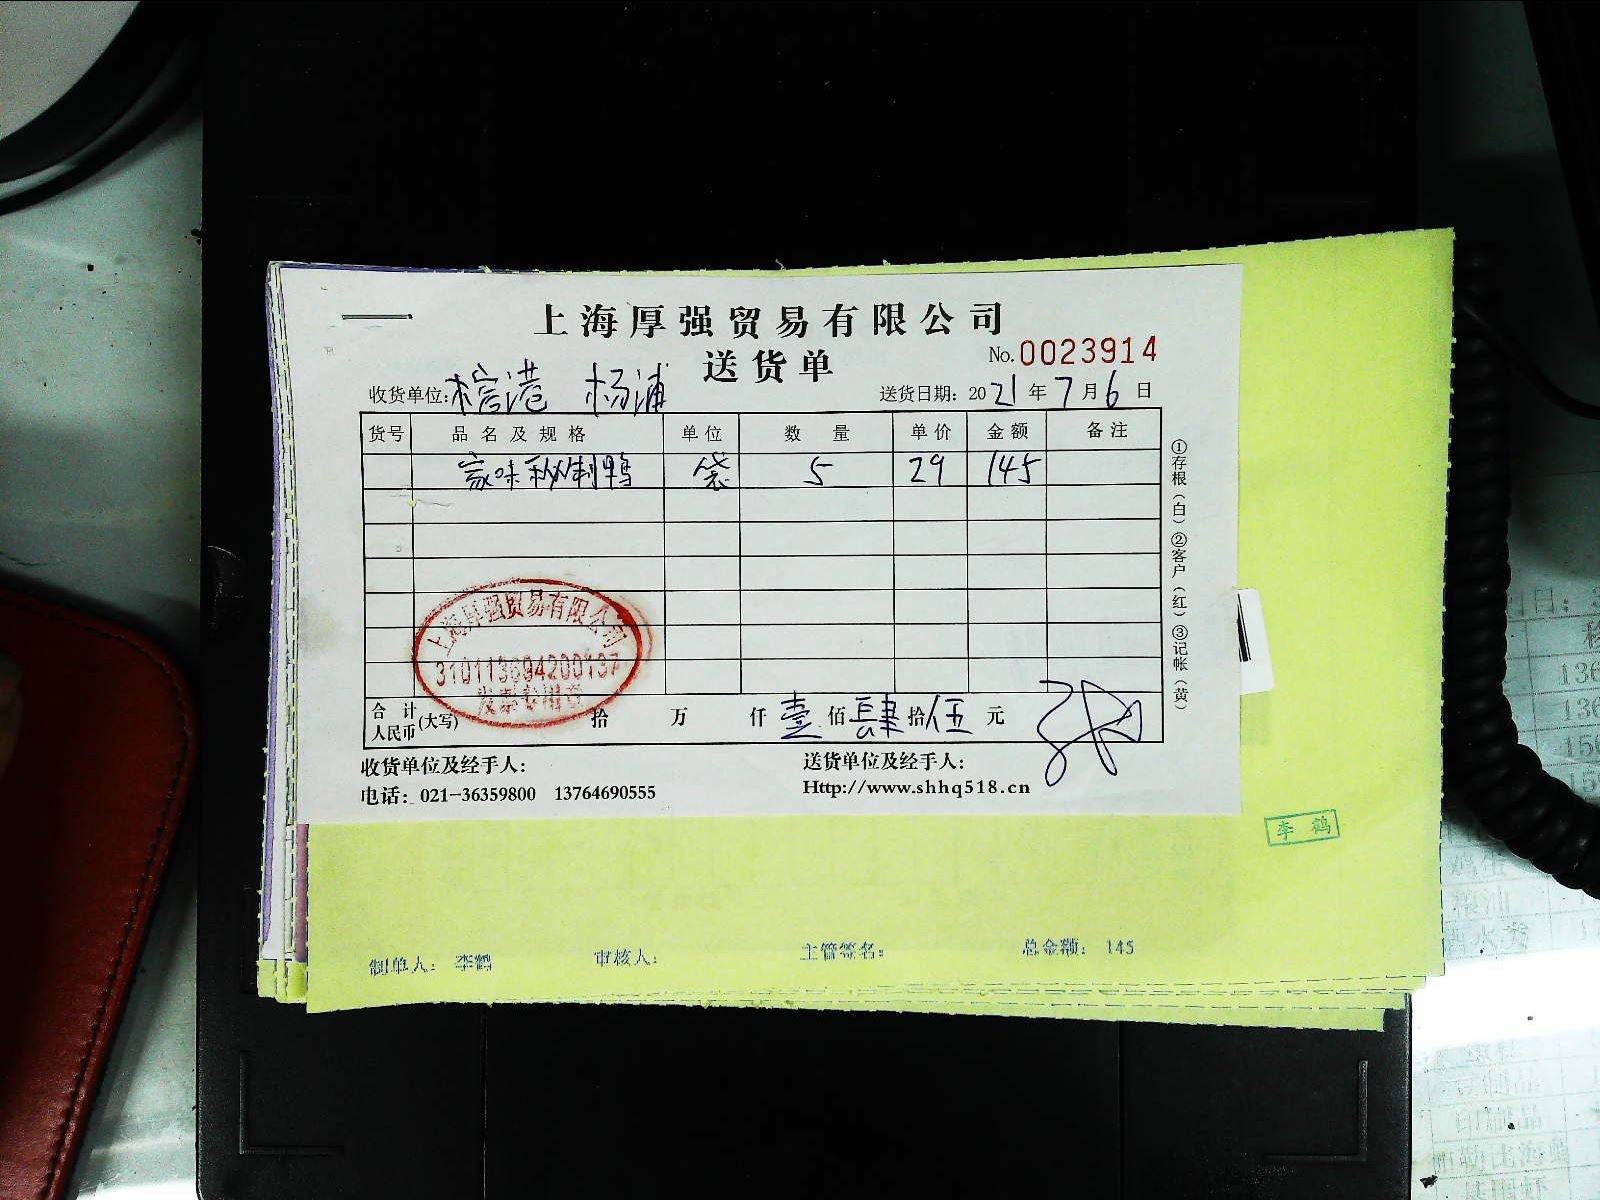 上海厚强贸易有限公司
送货单
No.0023914
收货单位: 杨浦
送货日期: 2021年7月6日
货号 品名及规格 单位 数量 单价 金额 备注
家味秘制鸭 袋 5 29 145
上海厚强贸易有限公司
310113694200137
发票专用章
合计人民币(大写) 拾 万 仟 壹 佰 肆 拾 伍 元
收货单位及经手人:
送货单位及经手人:
电话: 021-36359800 13764690555
Http://www.shhq518.cn
①存根(白)②客户(红)③记帐(黄)
李鹤
制单人: 李鹤 审核人: 主管签名: 总金额: 145